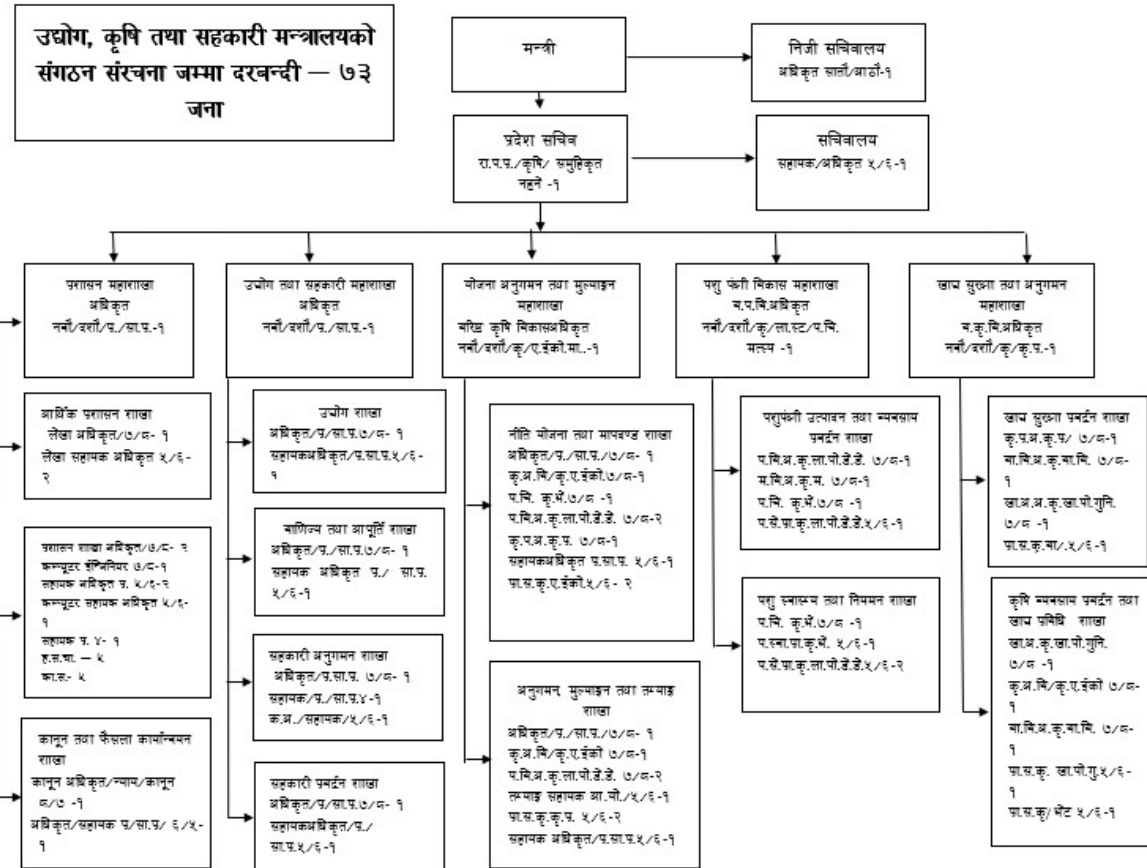 उद्योग, कृषि तथा सहकारी मन्त्रालयको
संगठन संरचना जम्मा दरबन्दी — ७३
जना
मन्त्री
निजी सचिवालय
अधिकृत सातौ/आठौ-१
प्रदेश सचिव
रा.प.प./कृषि/ समुहिकृत
नहुने -१
सचिवालय
सहायक/अधिकृत ५/६-१
प्रशासन महाशाखा
अधिकृत
नवौ/दशौ/प्र./सा.प्र.-१
उद्योग तथा सहकारी महाशाखा
अधिकृत
नवौ/दशौ/प्र./सा.प्र.-१
योजना अनुगमन तथा मुल्याङ्कन
महाशाखा
वरिष्ठ कृषि विकासअधिकृत
नवौ/दशौ/कृ/ए.ईको.मा..-१
पशु पंक्षी विकास महाशाखा
ब.प.वि.अधिकृत
नवौ/दशौ/कृ/ला.स्ट/प.चि.
मत्स्य -१
खाद्य सुरक्षा तथा अनुगमन
महाशाखा
ब.कृ.वि.अधिकृत
नवौ/दशौ/कृ/कृ.प्र.-१
आर्थिक प्रशासन शाखा
लेखा अधिकृत/७/८- १
लेखा सहायक अधिकृत ५/६-
२
प्रशासन शाखा अधिकृत/७/८- १
कम्प्यूटर ईन्जिनियर ७/८-१
सहायक अधिकृत प्र. ५/६-२
कम्प्यूटर सहायक अधिकृत ५/६-
१
सहायक प्र. ४- १
ह.स.चा. — ५
का.स.- ५
कानून तथा फैसला कार्यान्वयन
शाखा
कानून अधिकृत/न्याय/कानून
८/७ -१
अधिकृत/सहायक प्र/सा.प्र/ ६/५-
१
उद्योग शाखा
अधिकृत/प्र/सा.प्र.७/८- १
सहायकअधिकृत/प्र.सा.प्र.५/६-
१
बाणिज्य तथा आपूर्ति शाखा
अधिकृत/प्र./सा.प्र.७/८- १
सहायक अधिकृत प्र./ सा.प्र.
५/६-१
सहकारी अनुगमन शाखा
अधिकृत/प्र.सा.प्र. ७/८- १
सहायक/प्र./सा.प्र.४-१
क.अ./सहायक/५/६-१
सहकारी प्रबर्द्धन शाखा
अधिकृत/प्र/सा.प्र.७/८- १
सहायकअधिकृत/प्र./
सा.प्र.५/६-१
नीति योजना तथा मापदण्ड शाखा
अधिकृत/प्र./सा.प्र./७/८- १
कृ.अ.वि/कृ.ए.ईको.७/८-१
प.चि. कृ.भे.७/८ -१
प.वि.अ.कृ.ला.पो.डे.डे. ७/८-२
कृ.प्र.अ.कृ.प्र. ७/८-१
सहायकअधिकृत प्र.सा.प्र. ५/६-१
प्रा.स.कृ.ए.ईको.५/६- २
अनुगमन, मुल्याङ्कन तथा तथ्याङ्क
शाखा
अधिकृत/प्र./सा.प्र./७/८- १
कृ.अ.वि/कृ.ए.ईको ७/८-१
प.वि.अ.कृ.ला.पो.डे.डे. ७/८-२
तथ्याङ्क सहायक आ.यो./५/६-१
प्रा.स.कृ.कृ.प्र. ५/६-२
सहायक अधिकृत/प्र.सा.प्र.५/६-१
पशुपंक्षी उत्पादन तथा ब्यबसाय
प्रबर्द्धन शाखा
प.वि.अ.कृ.ला.पो.डे.डे. ७/८-१
म.वि.अ.कृ.म. ७/८-१
प.चि. कृ.भे.७/८ -१
प.से.प्रा.कृ.ला.पो.डे.डे.५/६-१
पशु स्वास्थ्य तथा नियमन शाखा
प.चि. कृ.भे.७/८ -१
प.स्वा.प्रा.कृ.भे. ५/६-१
प.से.प्रा.कृ.ला.पो.डे.डे.५/६-२
खाद्य सुरक्षा प्रबर्द्धन शाखा
कृ.प्र.अ.कृ.प्र/ ७/८-१
बा.वि.अ.कृ.बा.वि. ७/८-
१
खा.अ.अ.कृ.खा.पो.गुनि.
७/८ -१
प्रा.स.कृ.बा/.५/६-१
कृषि ब्यबसाय प्रबर्द्धन तथा
खाद्य प्रबिधि शाखा
खा.अ.कृ.खा.पो.गुनि.
७/८ -१
कृ.अ.वि/कृ.ए.ईको ७/८-
१
बा.वि.अ.कृ.बा.वि. ७/८-
१
प्रा.स.कृ. खा.पो.गु.५/६-
१
प्रा.स.कृ/ भेट ५/६-१